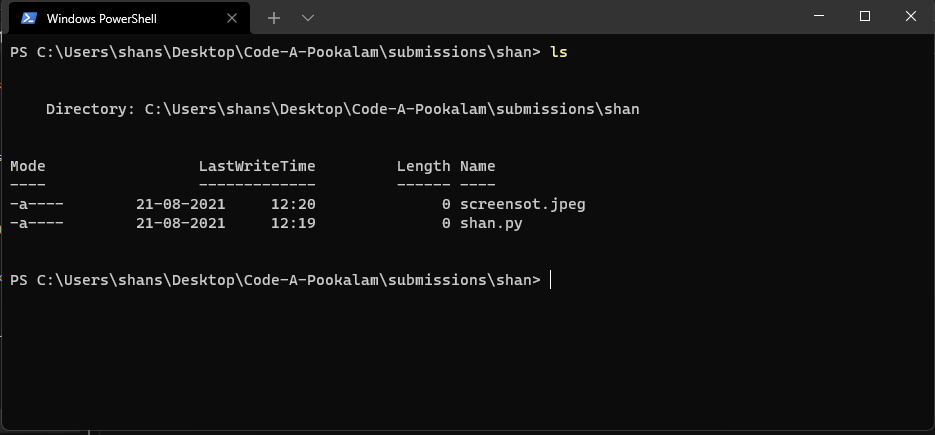 Windows PowerShell
PS C:\Users\shans\Desktop\Code-A-Pookalam\submissions\shan> ls
Directory: C:\Users\shans\Desktop\Code-A-Pookalam\submissions\shan
Mode                 LastWriteTime         Length Name
----                 -------------         ------ ----
-a----        21-08-2021     12:20              0 screensot.jpeg
-a----        21-08-2021     12:19              0 shan.py
PS C:\Users\shans\Desktop\Code-A-Pookalam\submissions\shan>